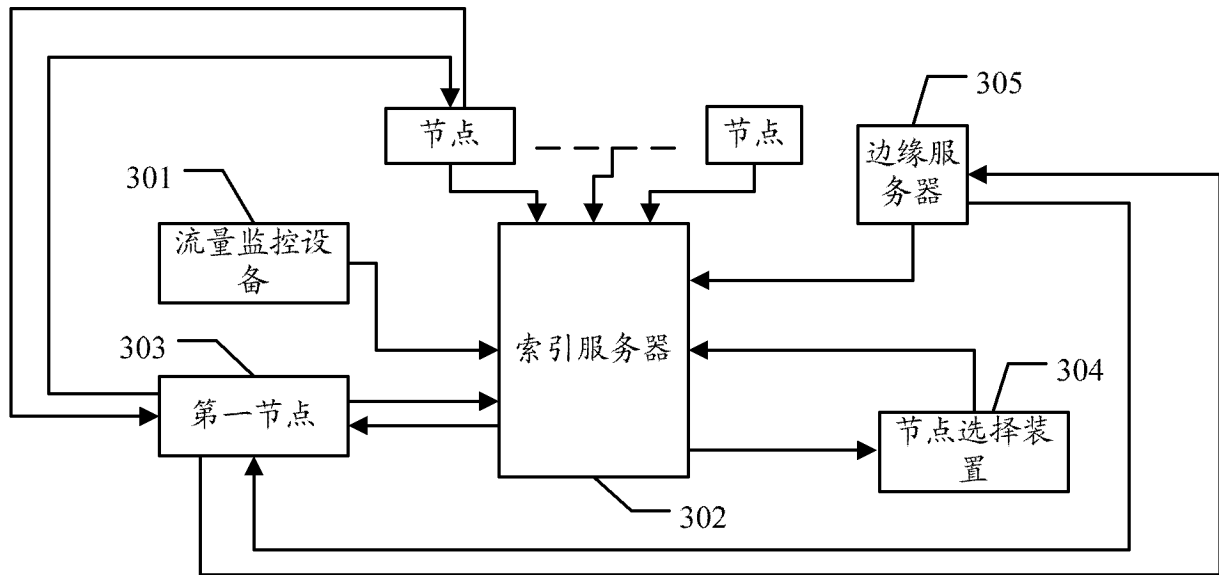 305
节点
节点
边缘服
务器
301
流量监控设
备
索引服务器
303
304
第一节点
节点选择装
置
302